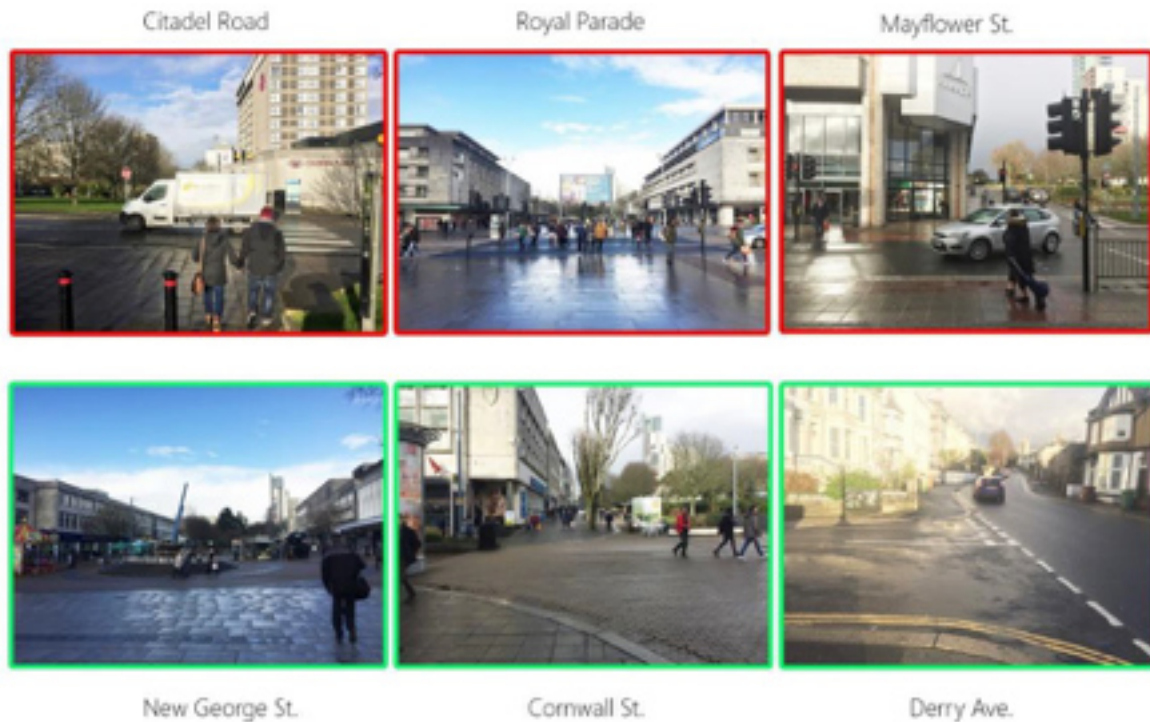 Citadel Road
Royal Parade
Mayflower St.
New George St.
Cornwall St.
Derry Ave.